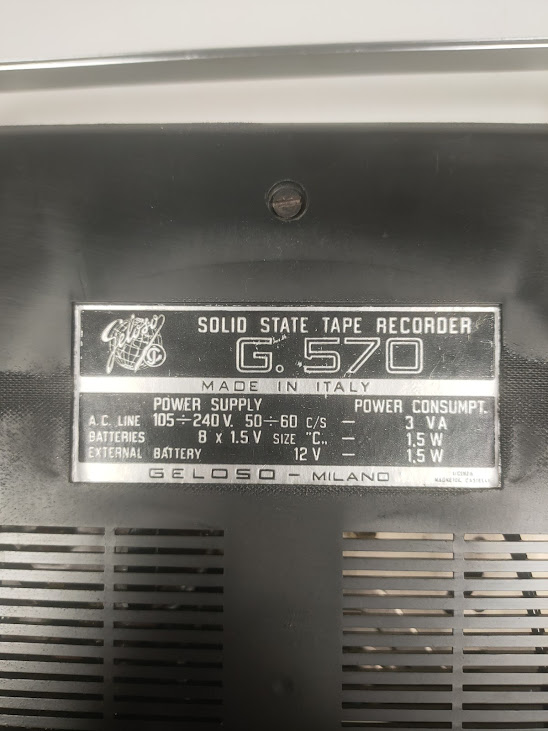 Geloso
SOLID STATE TAPE RECORDER
G. 570
MADE IN ITALY
POWER SUPPLY POWER CONSUMPT.
A.C. LINE 105÷240 V. 50÷60 C/S — 3 VA
BATTERIES 8 x 1.5 V SIZE "C„ — 1,5 W
EXTERNAL BATTERY 12 V — 1,5 W
GELOSO - MILANO